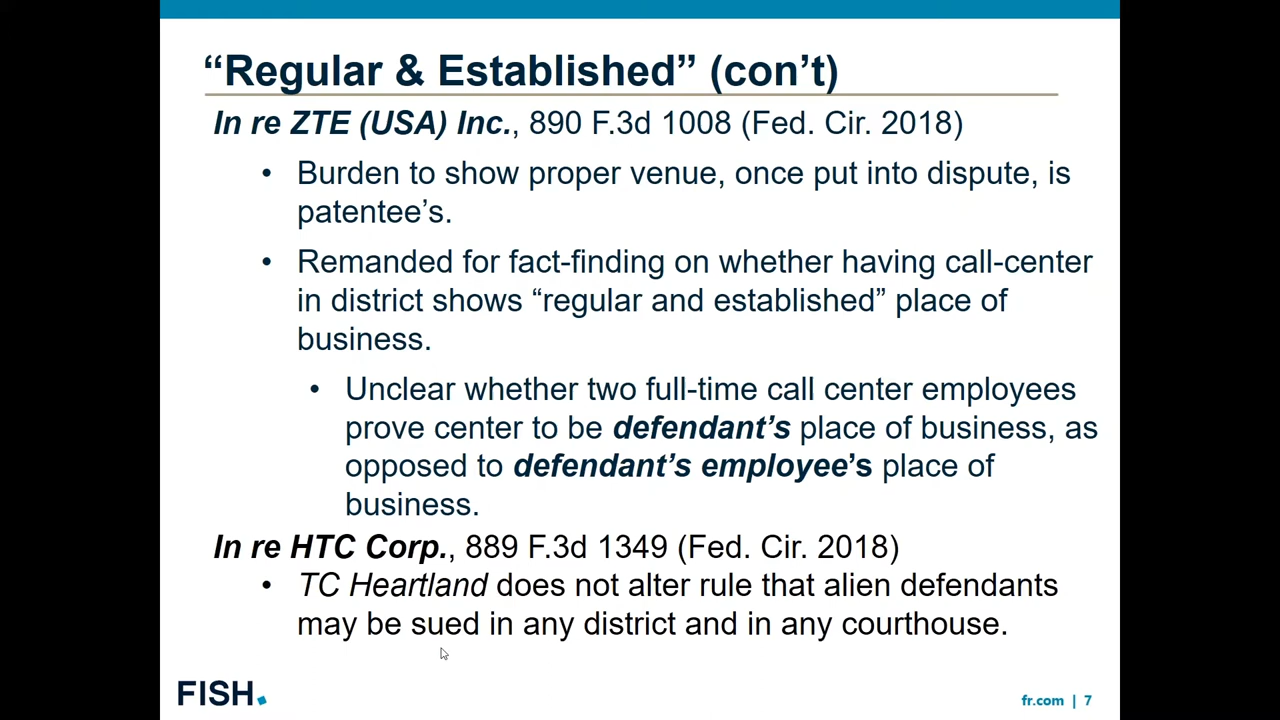 “Regular & Established” (con’t)
In re ZTE (USA) Inc., 890 F.3d 1008 (Fed. Cir. 2018)
• Burden to show proper venue, once put into dispute, is
patentee’s.
• Remanded for fact-finding on whether having call-center
in district shows “regular and established” place of
business.
• Unclear whether two full-time call center employees
prove center to be defendant’s place of business, as
opposed to defendant’s employee’s place of
business.
In re HTC Corp., 889 F.3d 1349 (Fed. Cir. 2018)
• TC Heartland does not alter rule that alien defendants
may be sued in any district and in any courthouse.
FISH.
fr.com | 7